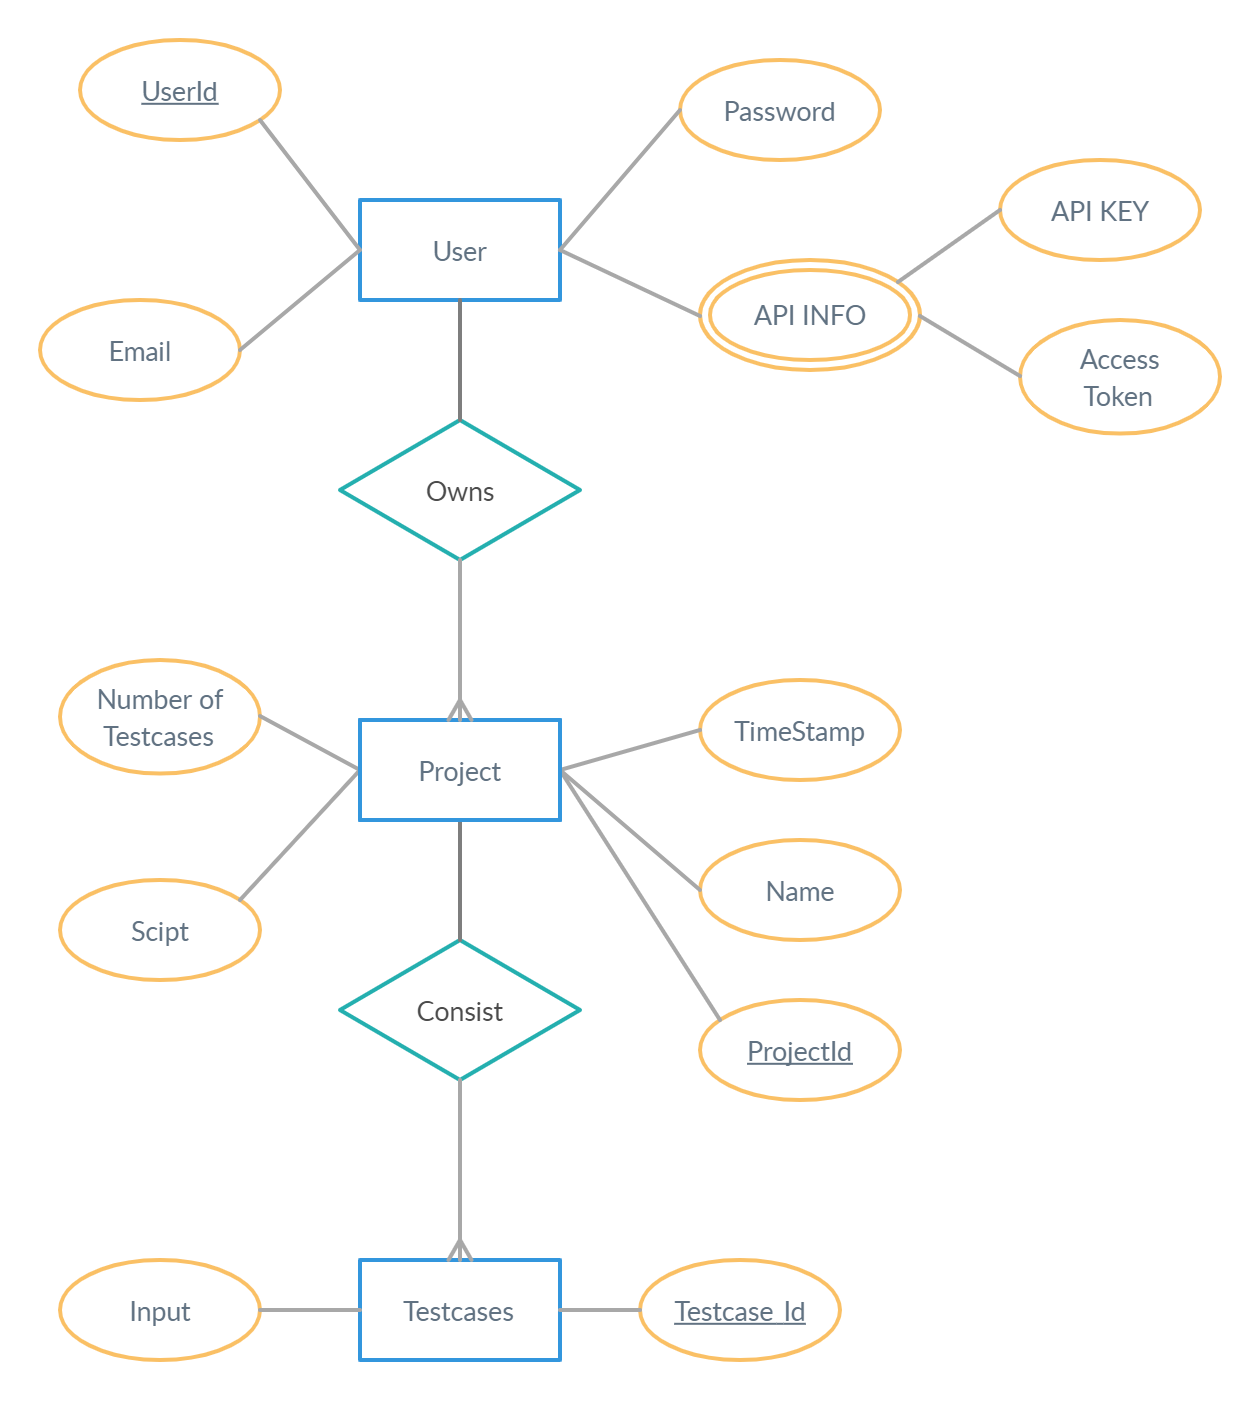 UserId
Password
API KEY
User
API INFO
Email
Access
Token
Owns
Number of
Testcases
TimeStamp
Project
Name
Scipt
Consist
ProjectId
Input
Testcases
Testcase_Id